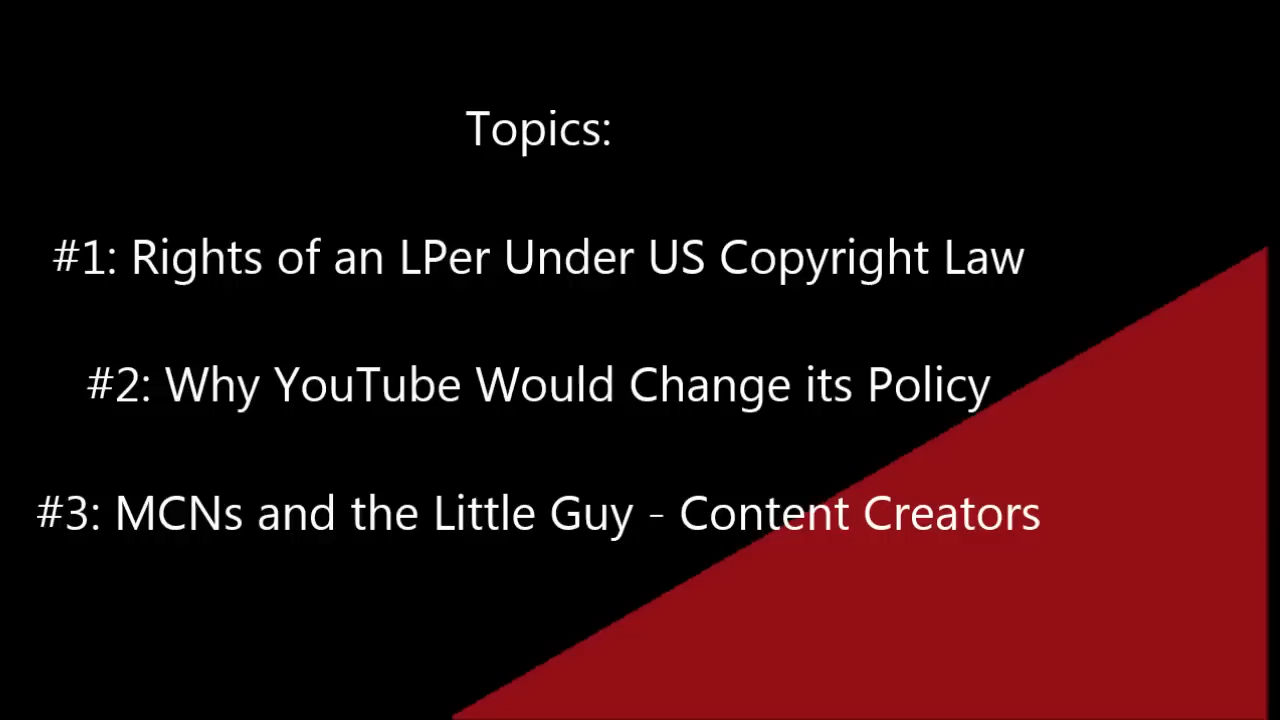 Topics:
#1: Rights of an LPer Under US Copyright Law
#2: Why YouTube Would Change its Policy
#3: MCNs and the Little Guy - Content Creators